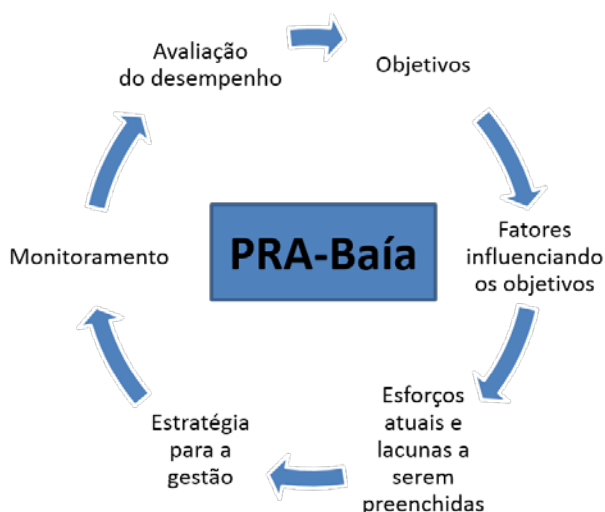 Avaliação
do desempenho
Objetivos
Fatores
influenciando
os objetivos
Esforços
atuais e
lacunas a
serem
preenchidas
Estratégia
para a
gestão
Monitoramento
PRA-Baía